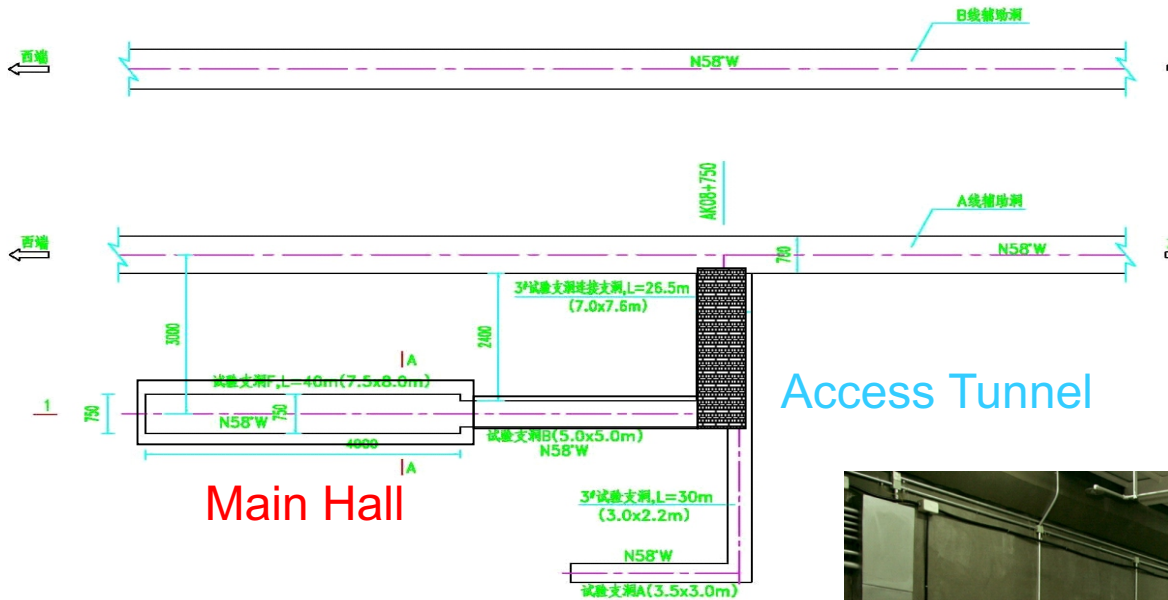 B线辅助洞
西端
N58°W
AK08+750
A线辅助洞
西端
N58°W
780
3#试验支洞连接支洞,L=26.5m
(7.0x7.6m)
3000
2400
A
试验支洞F,L=40m(7.5x8.0m)
Access Tunnel
1
750
N58°W
750
试验支洞B(5.0x5.0m)
4000
N58°W
A
Main Hall
3#试验支洞,L=30m
(3.0x2.2m)
N58°W
试验支洞A(3.5x3.0m)